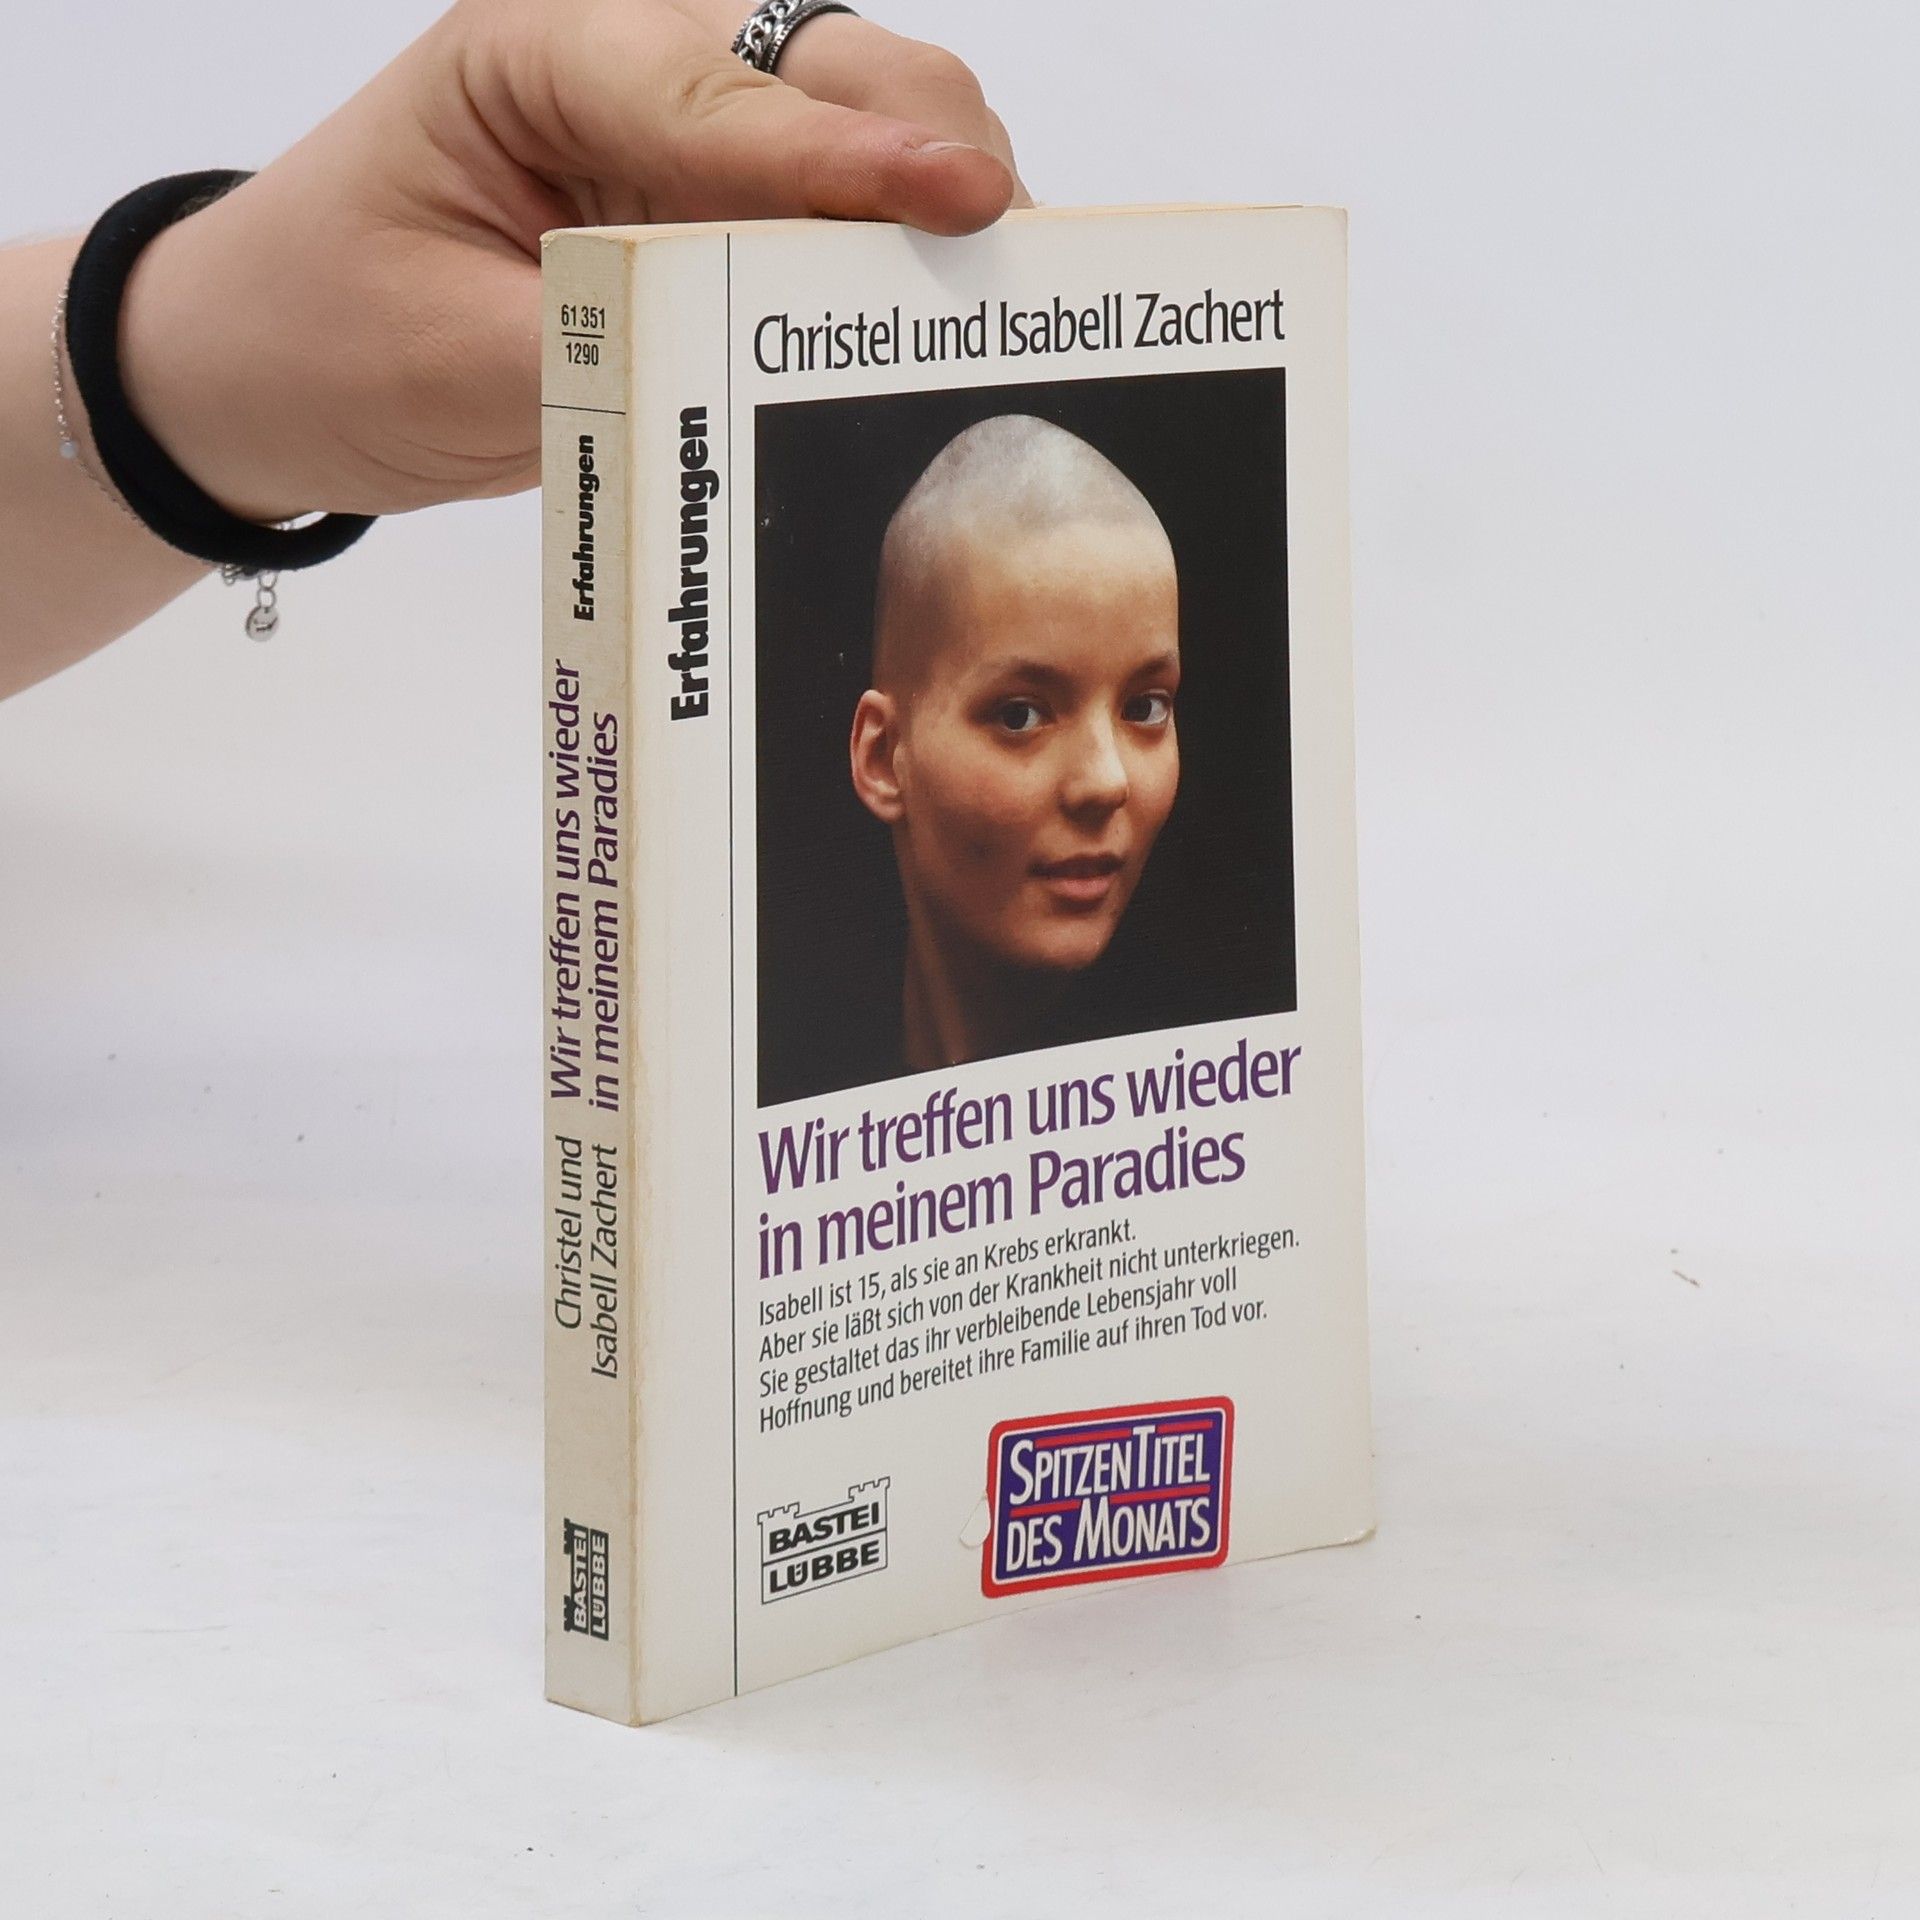 61 351
1290
Erfahrungen
Wir treffen uns wieder
in meinem Paradies
Christel und
Isabell Zachert
BASTEI
LÜBBE
Erfahrungen
Christel und Isabell Zachert
Wir treffen uns wieder
in meinem Paradies
Isabell ist 15, als sie an Krebs erkrankt.
Aber sie läßt sich von der Krankheit nicht unterkriegen.
Sie gestaltet das ihr verbleibende Lebensjahr voll
Hoffnung und bereitet ihre Familie auf ihren Tod vor.
BASTEI
LÜBBE
SPITZENTITEL
DES MONATS